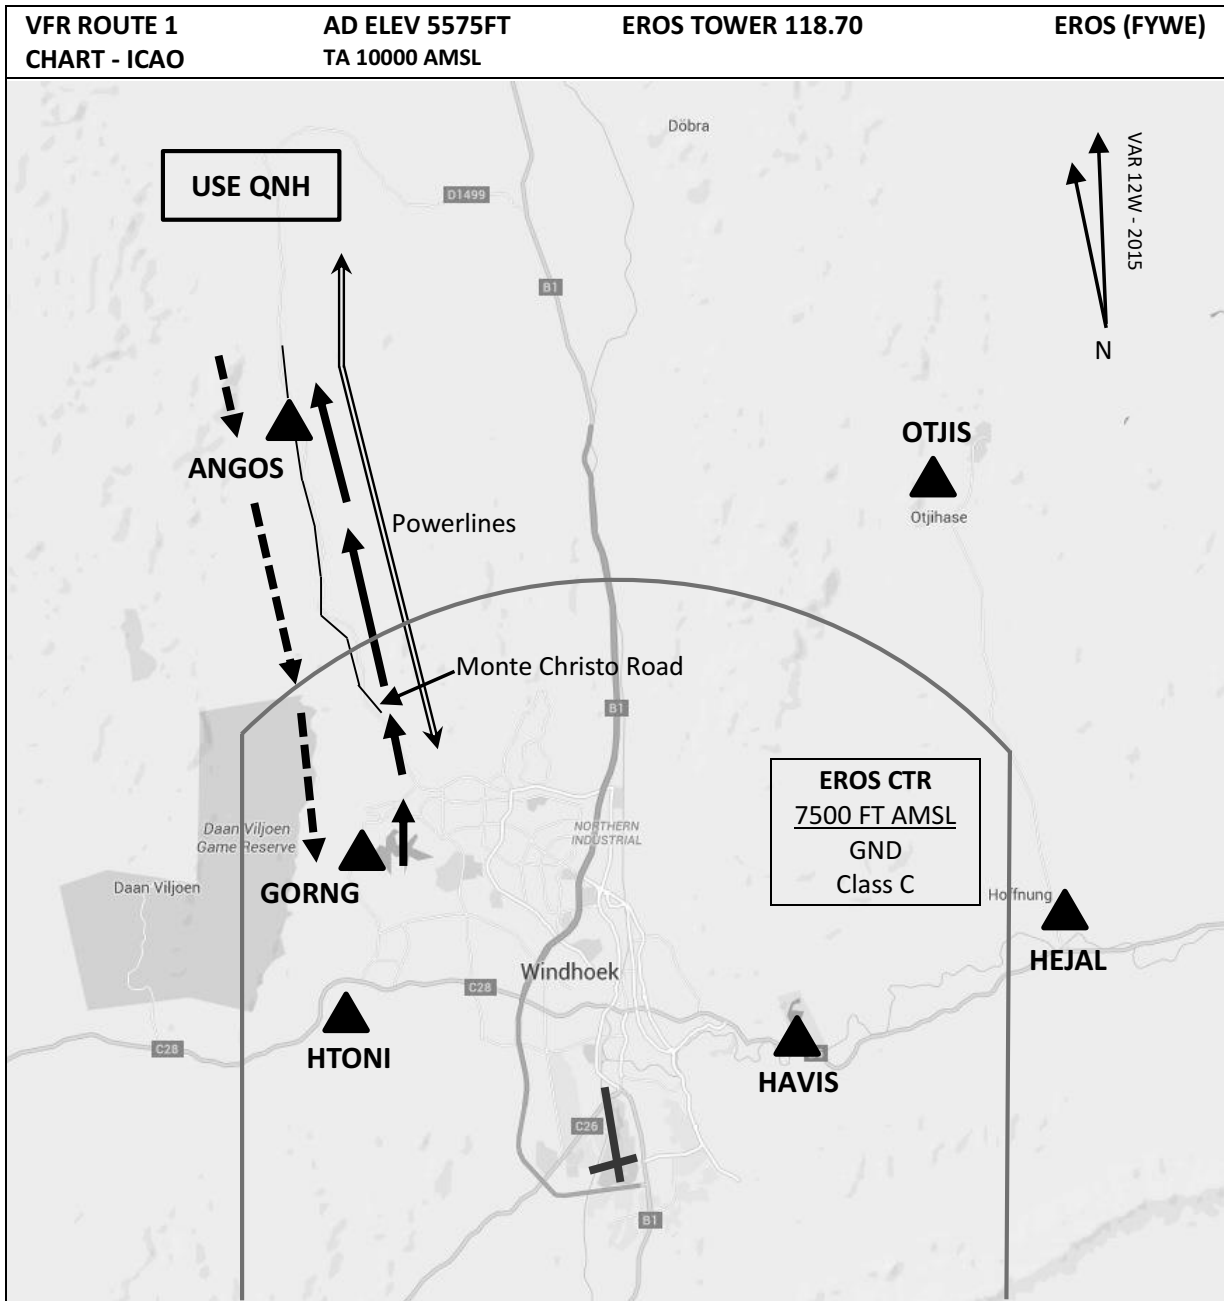 VFR ROUTE 1
CHART - ICAO
AD ELEV 5575FT
TA 10000 AMSL
EROS TOWER 118.70
EROS (FYWE)
Döbra
USE QNH
VAR 12W - 2015
D1499
B1
N
OTJIS
ANGOS
Otjihase
Powerlines
Monte Christo Road
B1
EROS CTR
7500 FT AMSL
GND
Class C
NORTHERN
INDUSTRIAL
Daan Viljoen
Game Reserve
Daan Viljoen
GORNG
Hoffnung
HEJAL
Windhoek
C28
C28
HTONI
HAVIS
C26
B1